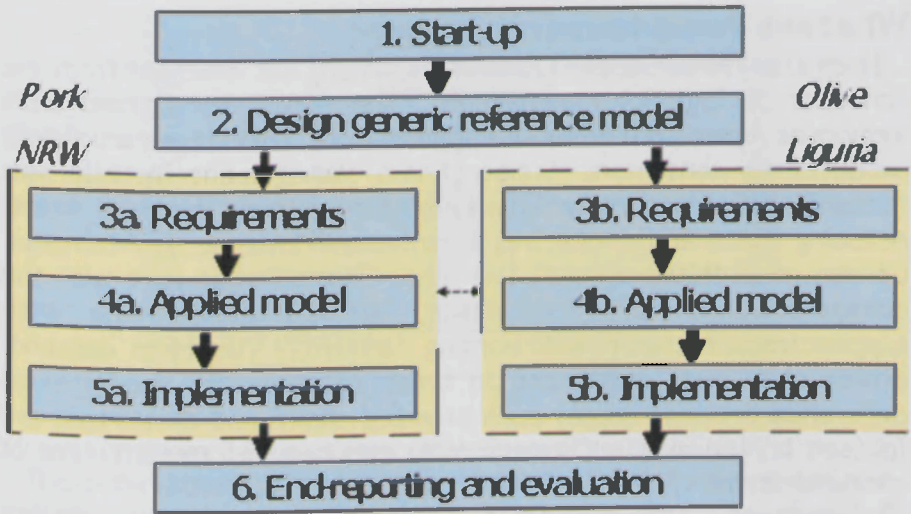 1. Start-up
Pork
Olive
2. Design generic reference model
NRW
Liguria
3a. Requirements
3b. Requirements
4a. Applied model
4b. Applied model
5a. Implementation
5b. Implementation
6. End-reporting and evaluation